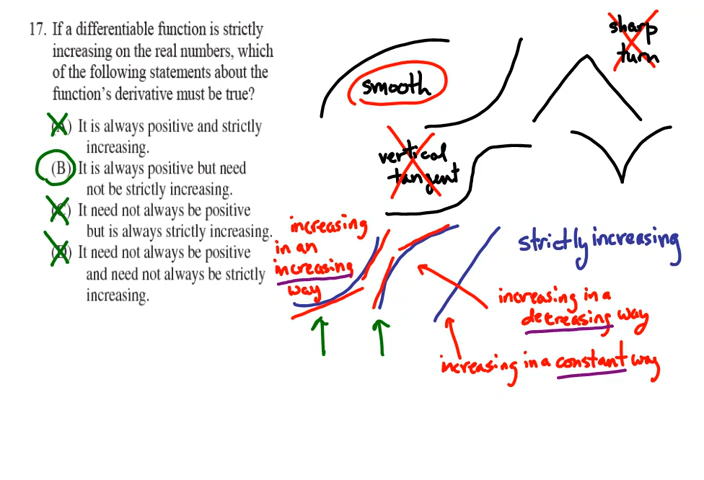 17. If a differentiable function is strictly
increasing on the real numbers, which
of the following statements about the
function's derivative must be true?
(A) It is always positive and strictly
increasing.
(B) It is always positive but need
not be strictly increasing.
(C) It need not always be positive
but is always strictly increasing.
(D) It need not always be positive
and need not always be strictly
increasing.
smooth
sharp
turn
vertical
tangent
increasing
in an
increasing
way
strictly increasing
increasing in a
decreasing way
increasing in a constant way